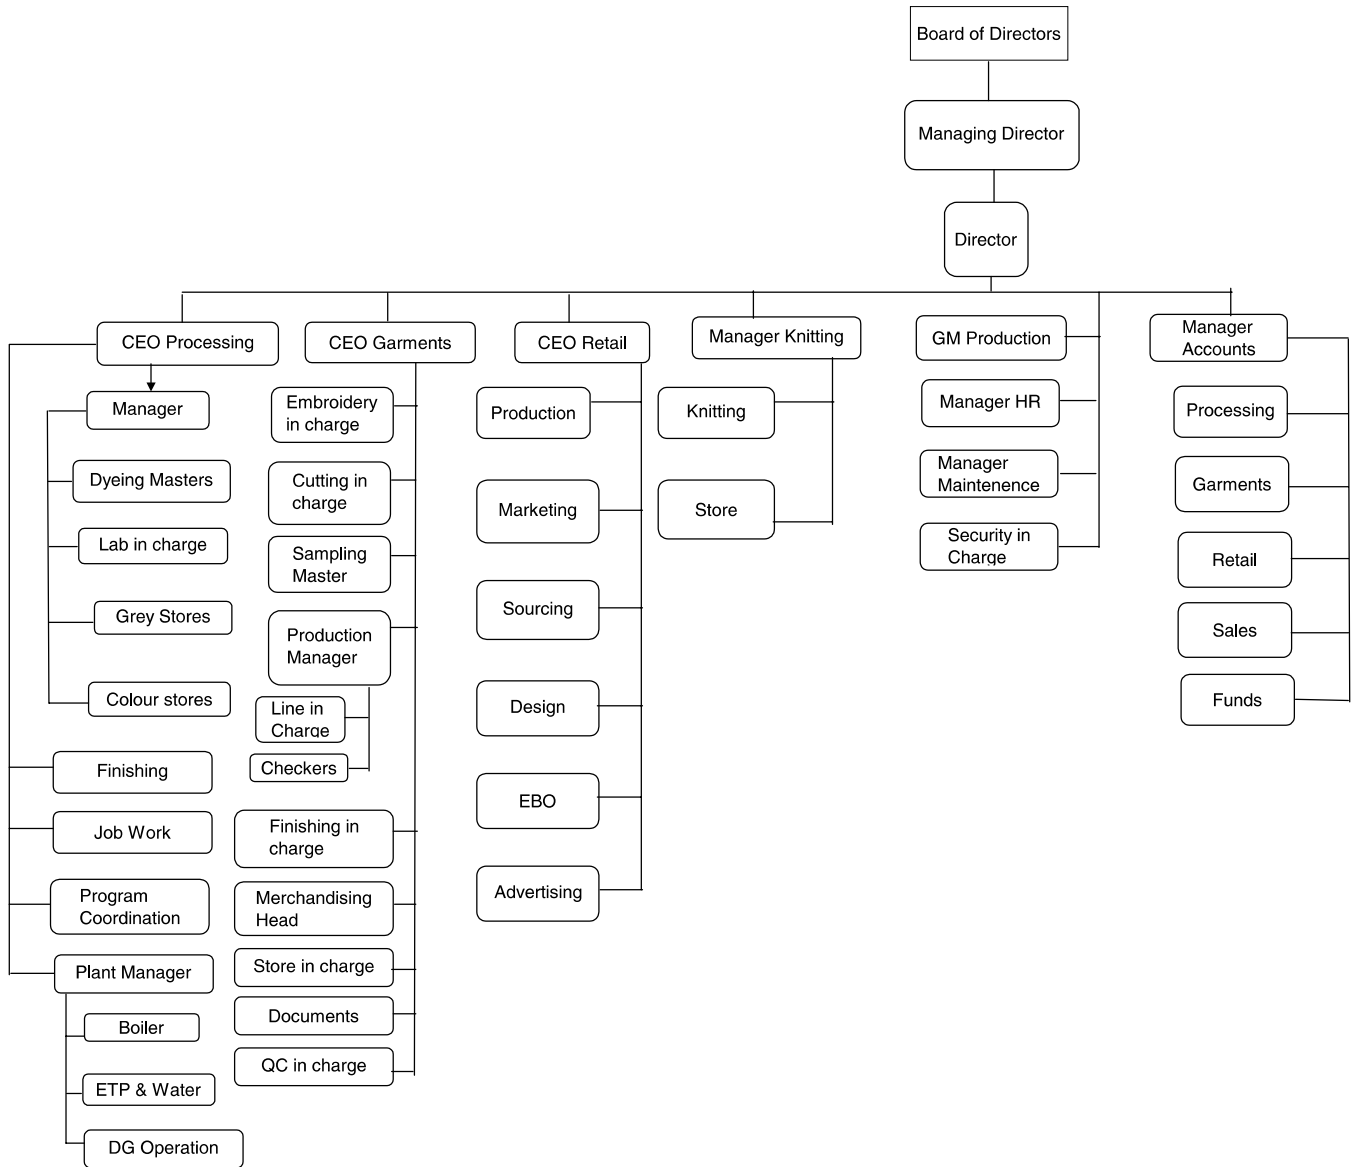 Board of Directors
Managing Director
Director
CEO Processing
CEO Garments
CEO Retail
Manager Knitting
GM Production
Manager
Accounts
Manager
Dyeing Masters
Lab in charge
Grey Stores
Colour stores
Finishing
Job Work
Program
Coordination
Plant Manager
Boiler
ETP & Water
DG Operation
Embroidery
in charge
Cutting in
charge
Sampling
Master
Production
Manager
Line in
Charge
Checkers
Finishing in
charge
Merchandising
Head
Store in charge
Documents
QC in charge
Production
Marketing
Sourcing
Design
EBO
Advertising
Knitting
Store
Manager HR
Manager
Maintenence
Security in
Charge
Processing
Garments
Retail
Sales
Funds